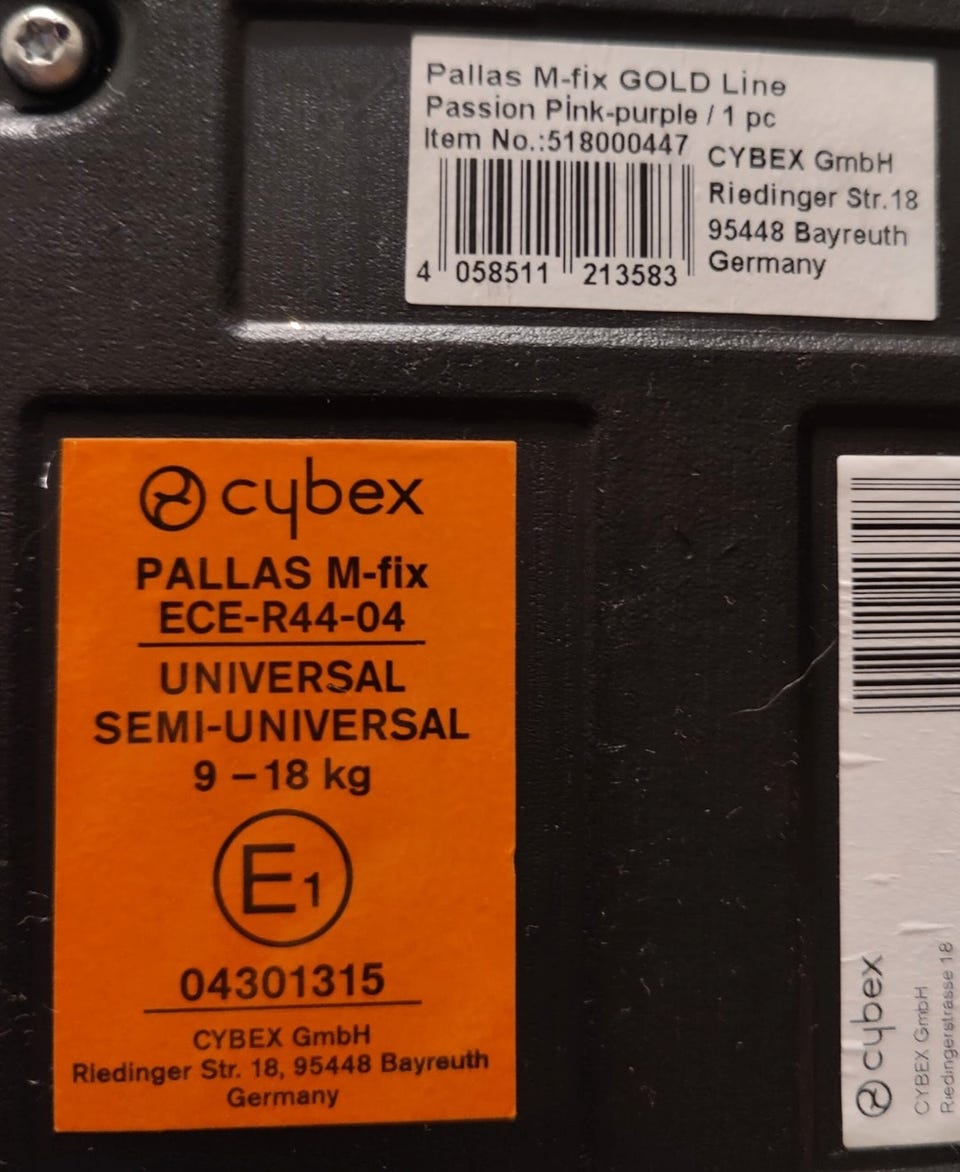 Pallas M-fix GOLD Line
Passion Pink-purple / 1 pc
Item No.:518000447
CYBEX GmbH
Riedinger Str.18
95448 Bayreuth
Germany
4 058511 213583
cybex
PALLAS M-fix
ECE-R44-04
UNIVERSAL
SEMI-UNIVERSAL
9 – 18 kg
E1
04301315
CYBEX GmbH
Riedinger Str. 18, 95448 Bayreuth
Germany
cybex
CYBEX GmbH
Riedingerstrasse 18